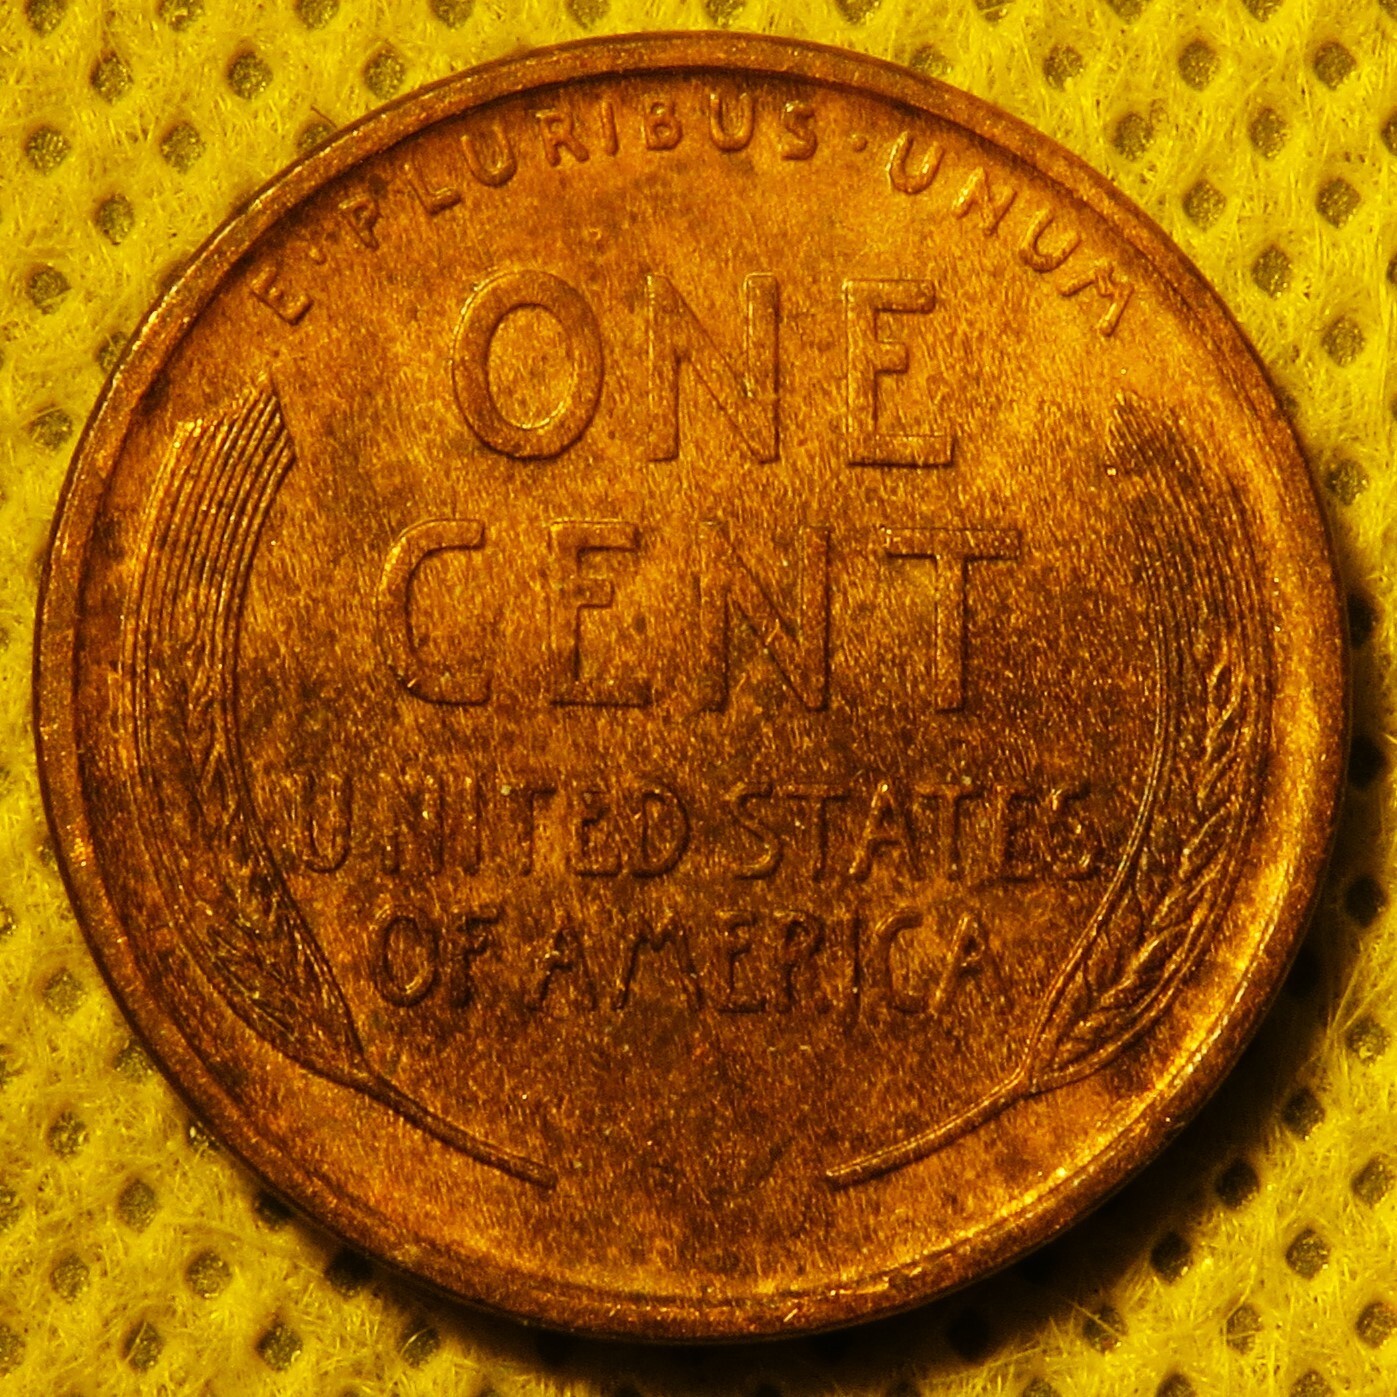 E · PLURIBUS · UNUM
ONE
CENT
UNITED STATES
OF AMERICA